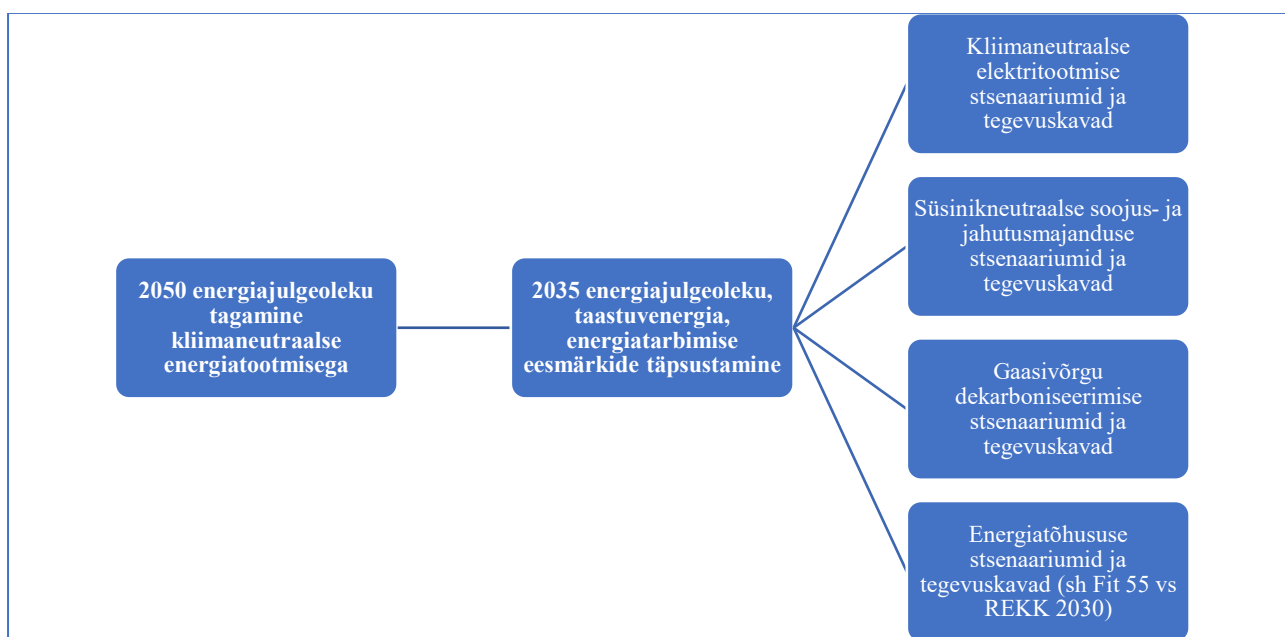 2050 energiajulgeoleku
tagamine
kliimaneutraalse
energiatootmisega
2035 energiajulgeoleku,
taastuvenergia,
energiatarbimise
eesmärkide täpsustamine
Kliimaneutraalse
elektritootmise
stsenaariumid ja
tegevuskavad
Süsinikneutraalse soojus- ja
jahutusmajanduse
stsenaariumid ja
tegevuskavad
Gaasivõrgu
dekarboniseerimise
stsenaariumid ja
tegevuskavad
Energiatõhususe
stsenaariumid ja
tegevuskavad (sh Fit 55 vs
REKK 2030)